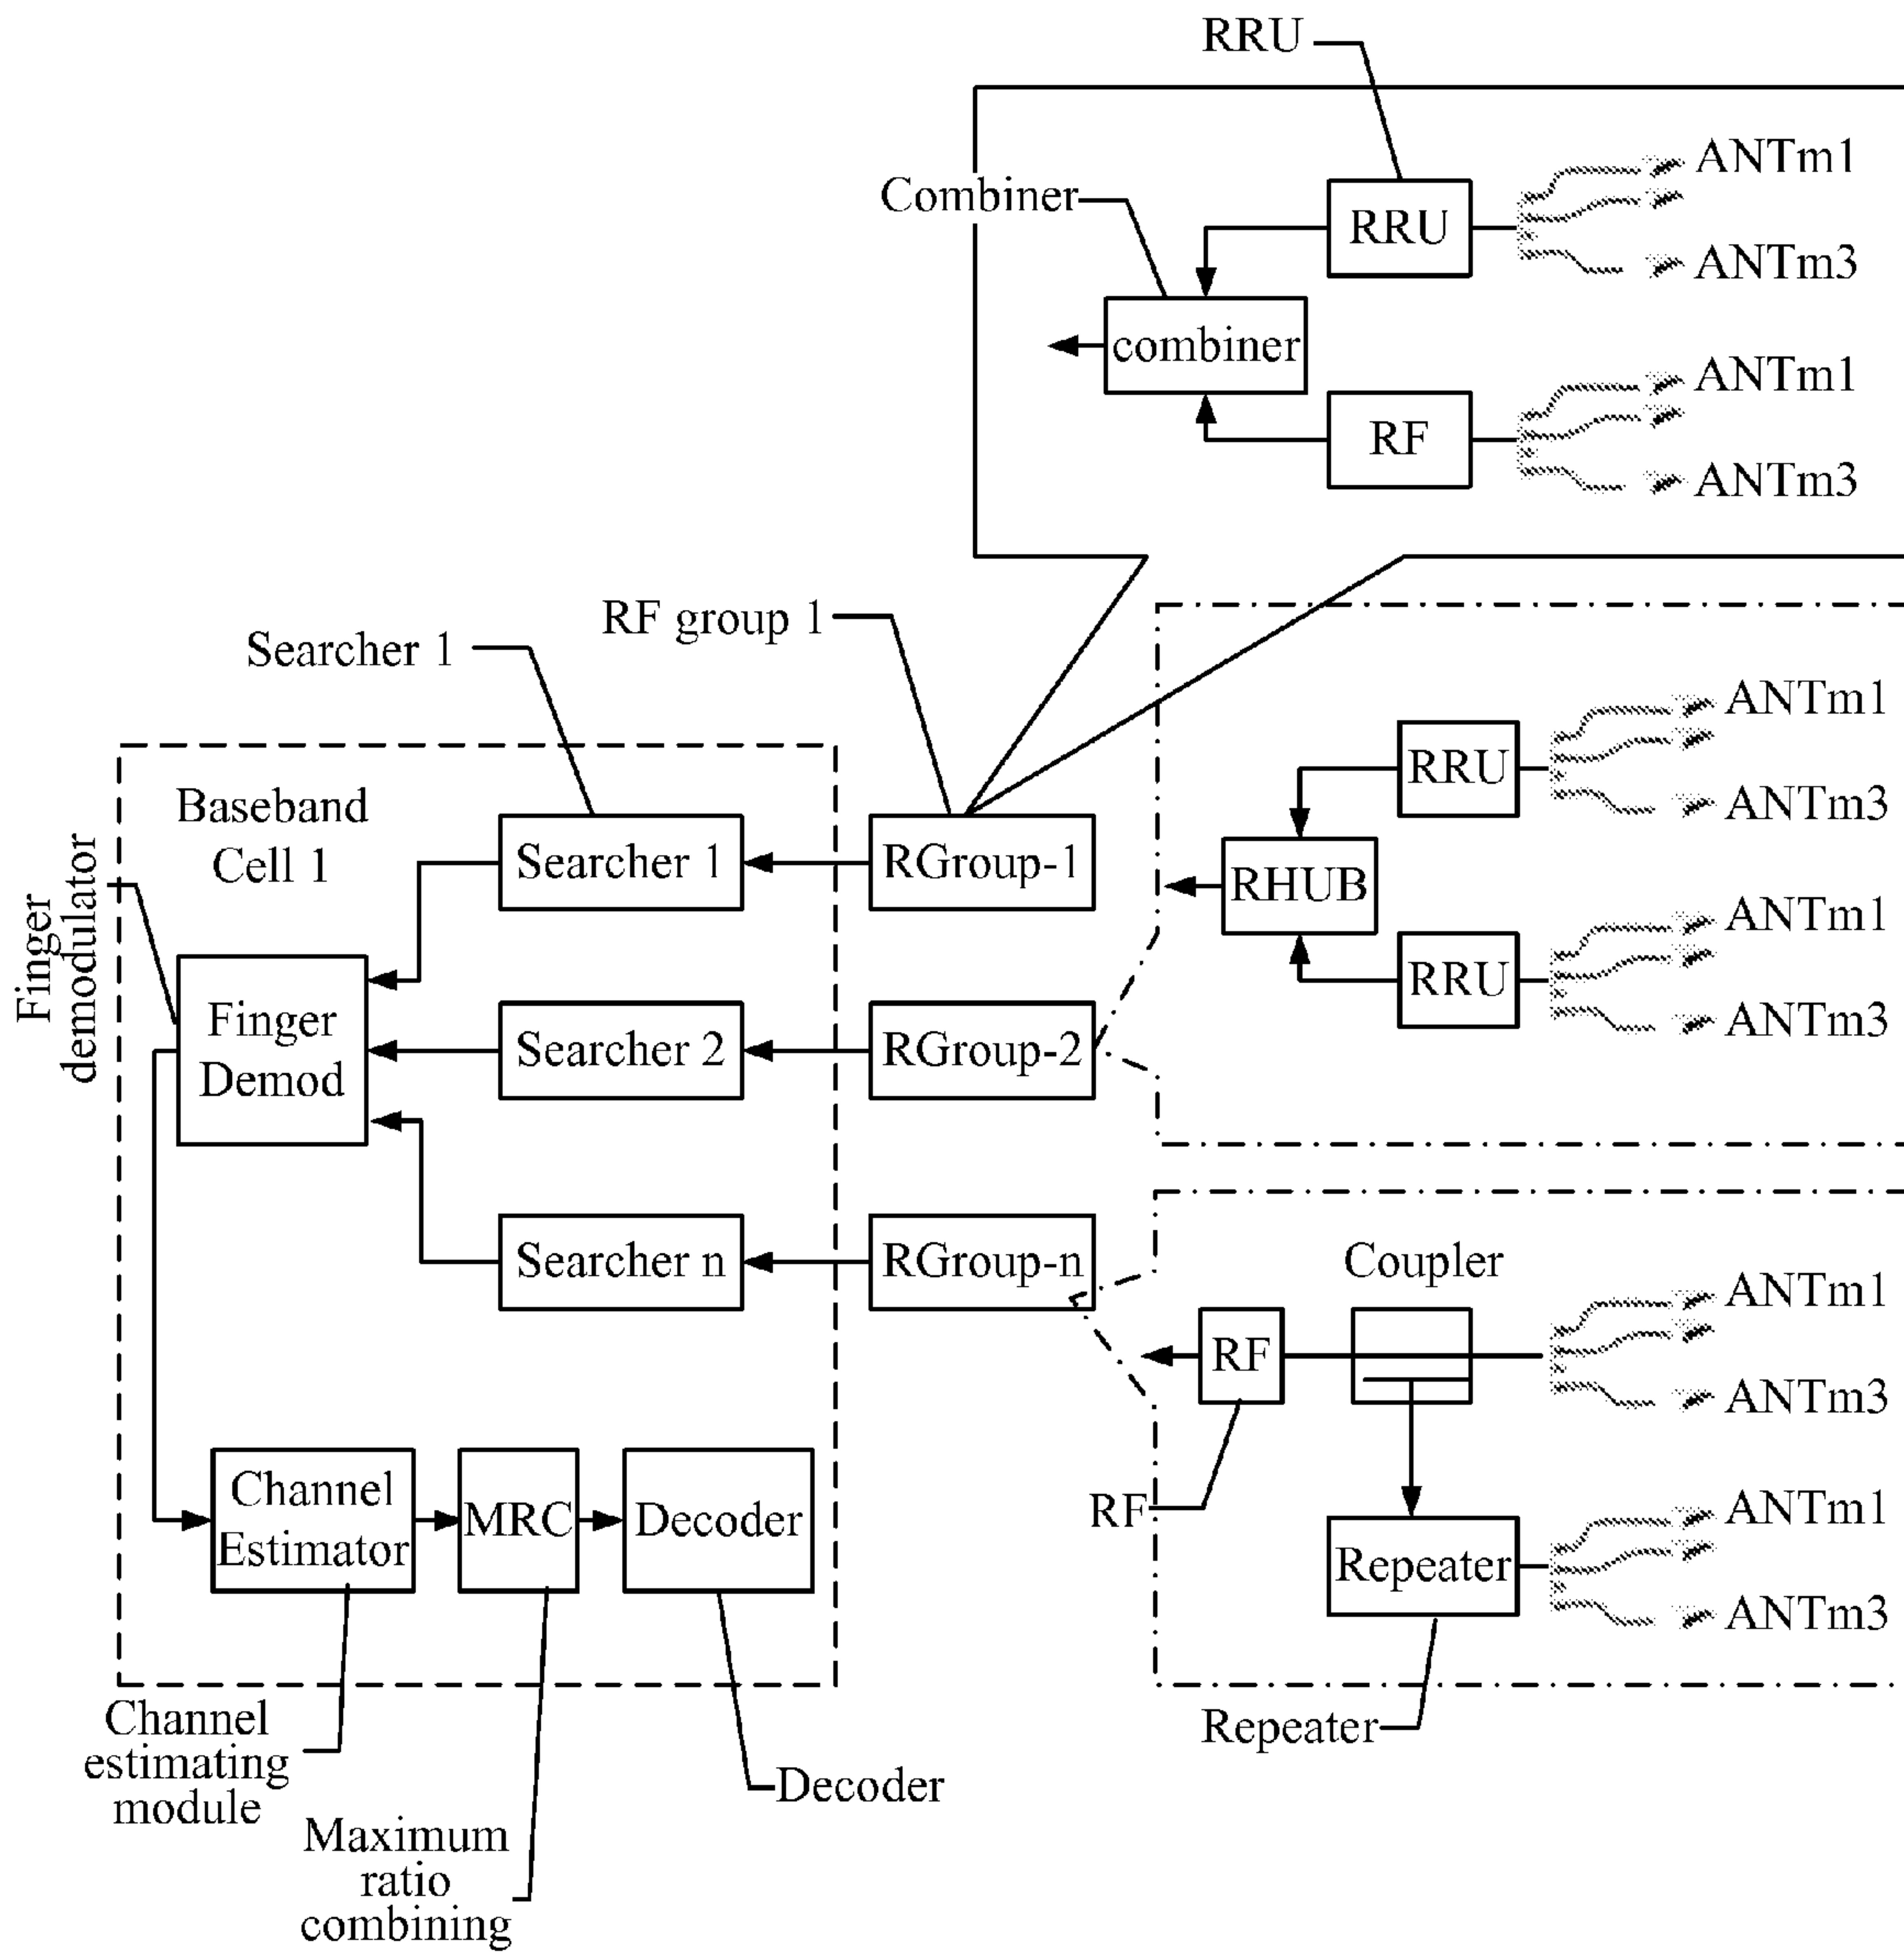 RRU
Combiner
RRU
ANTm1
ANTm3
combiner
RF
ANTm1
ANTm3
RF group 1
Searcher 1
Baseband
Cell 1
Searcher 1
RGroup-1
Finger
demodulator
Finger
Demod
Searcher 2
RGroup-2
Searcher n
RGroup-n
RRU
ANTm1
ANTm3
RHUB
RRU
ANTm1
ANTm3
Coupler
RF
ANTm1
ANTm3
RF
Repeater
ANTm1
ANTm3
Repeater
Channel
Estimator
MRC
Decoder
Channel
estimating
module
Maximum
ratio
combining
Decoder